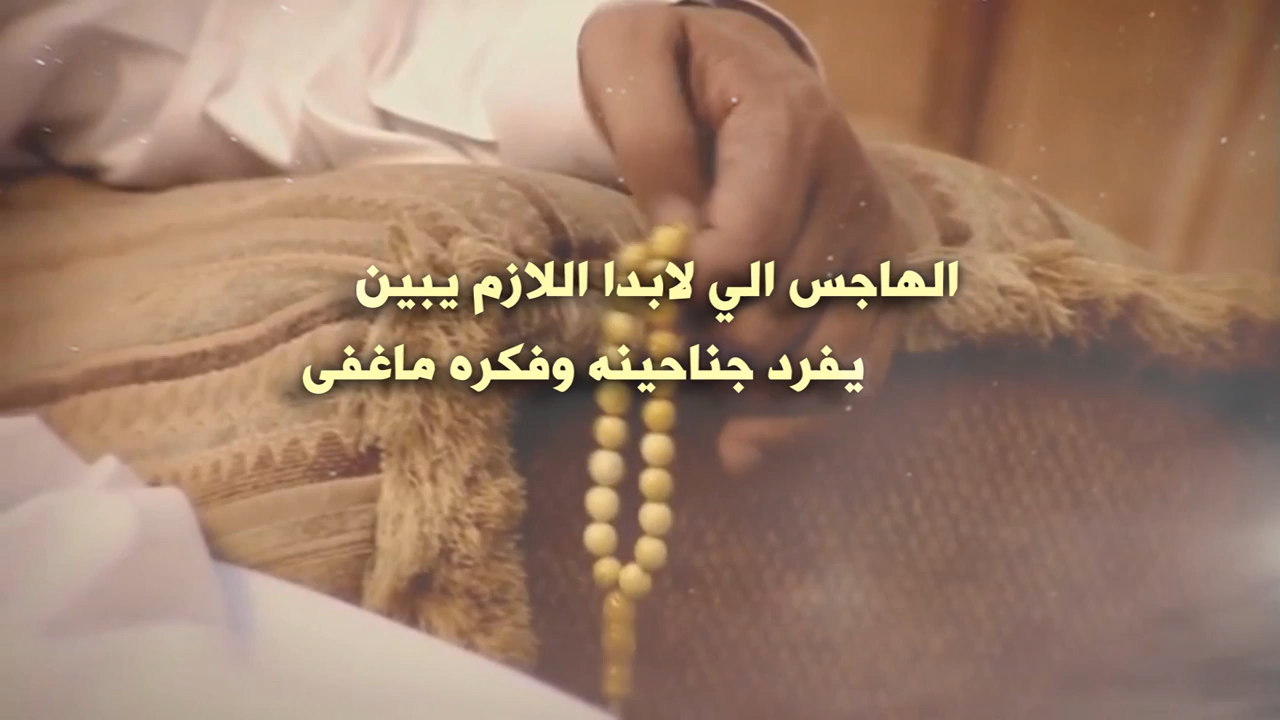 الهاجس الي لابدا اللازم يبين
يفرد جناحينه وفكره ماغفى